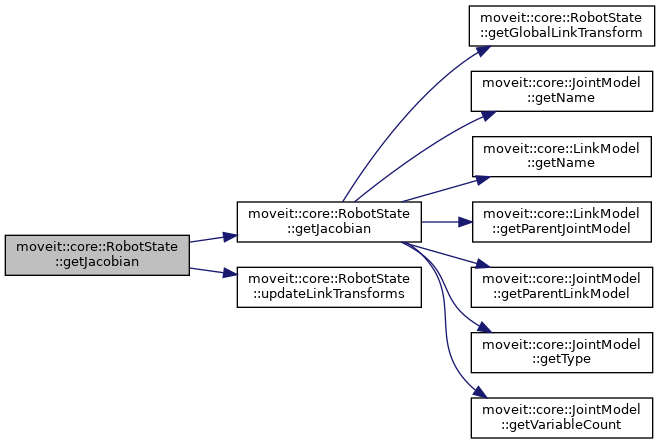 moveit::core::RobotState
::getJacobian
moveit::core::RobotState
::getJacobian
moveit::core::RobotState
::updateLinkTransforms
moveit::core::RobotState
::getGlobalLinkTransform
moveit::core::JointModel
::getName
moveit::core::LinkModel
::getName
moveit::core::LinkModel
::getParentJointModel
moveit::core::JointModel
::getParentLinkModel
moveit::core::JointModel
::getType
moveit::core::JointModel
::getVariableCount